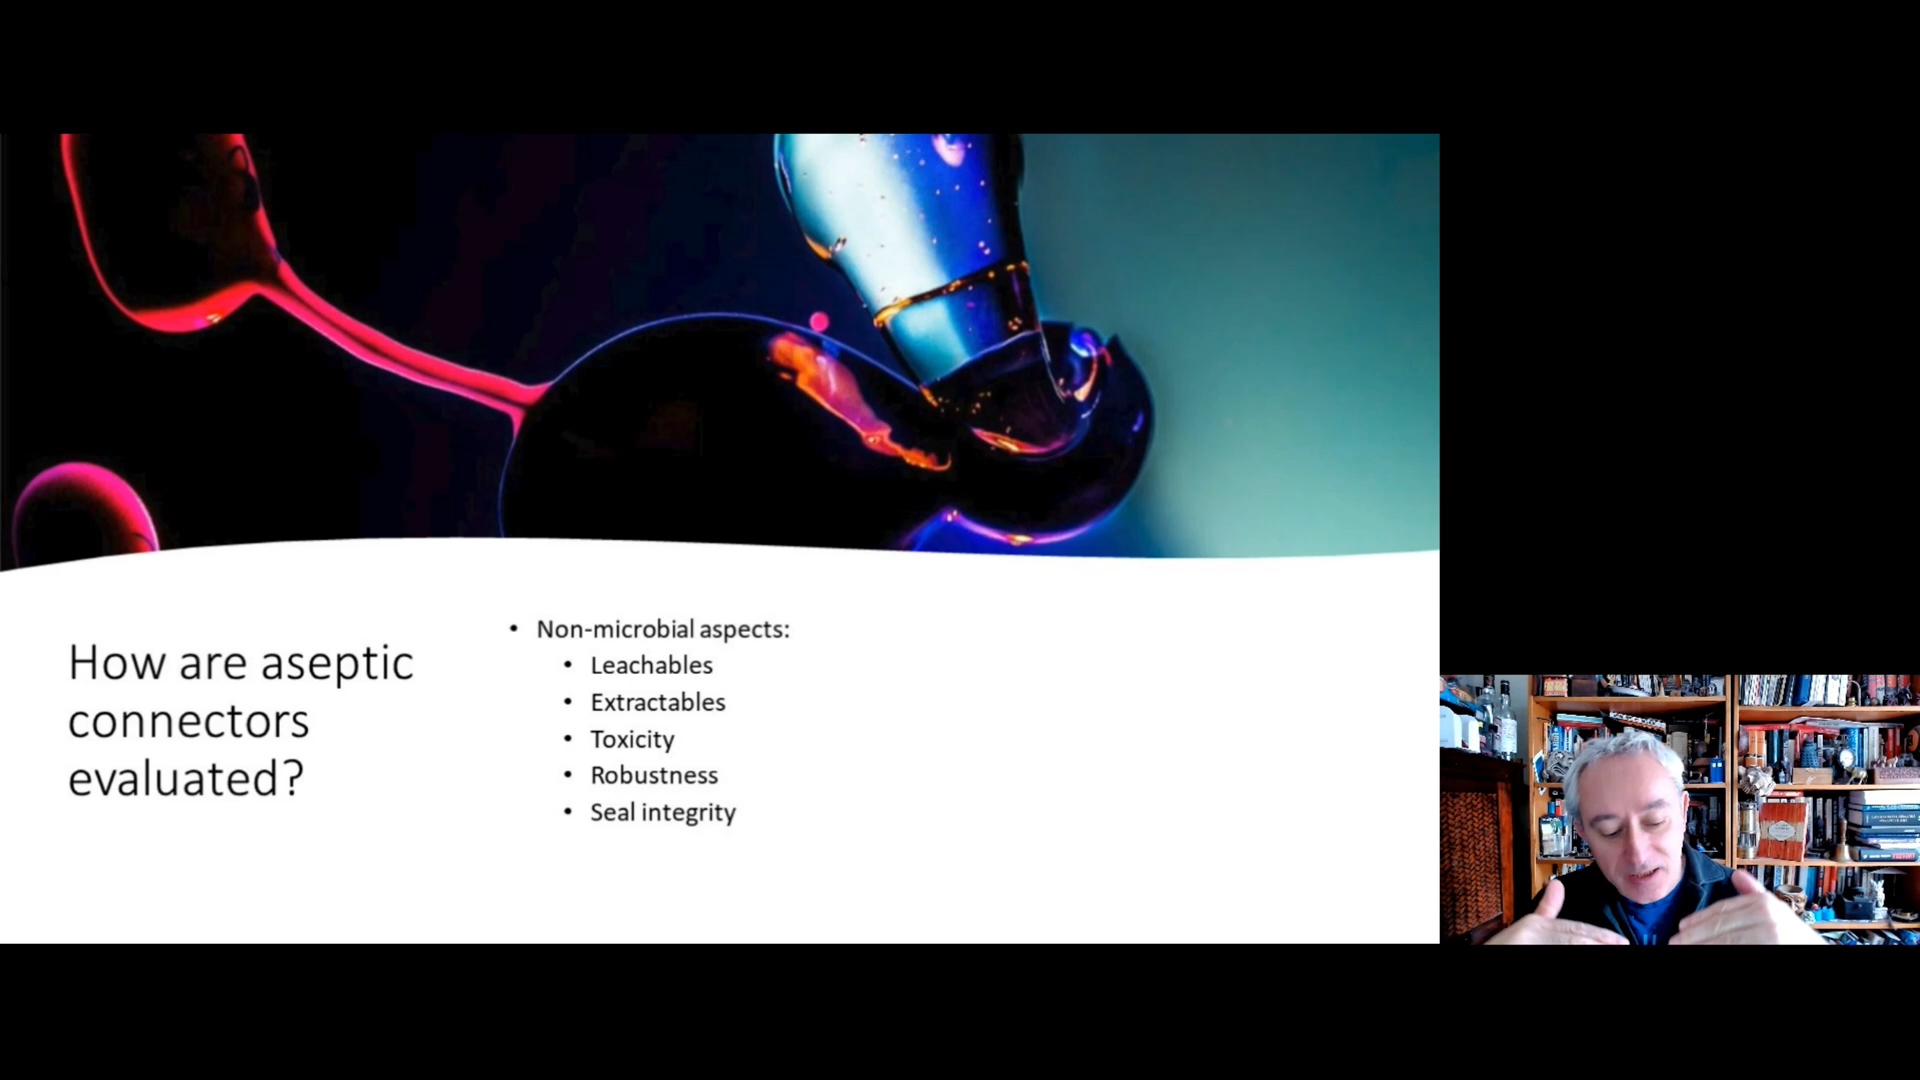 How are aseptic
connectors
evaluated?
• Non-microbial aspects:
• Leachables
• Extractables
• Toxicity
• Robustness
• Seal integrity